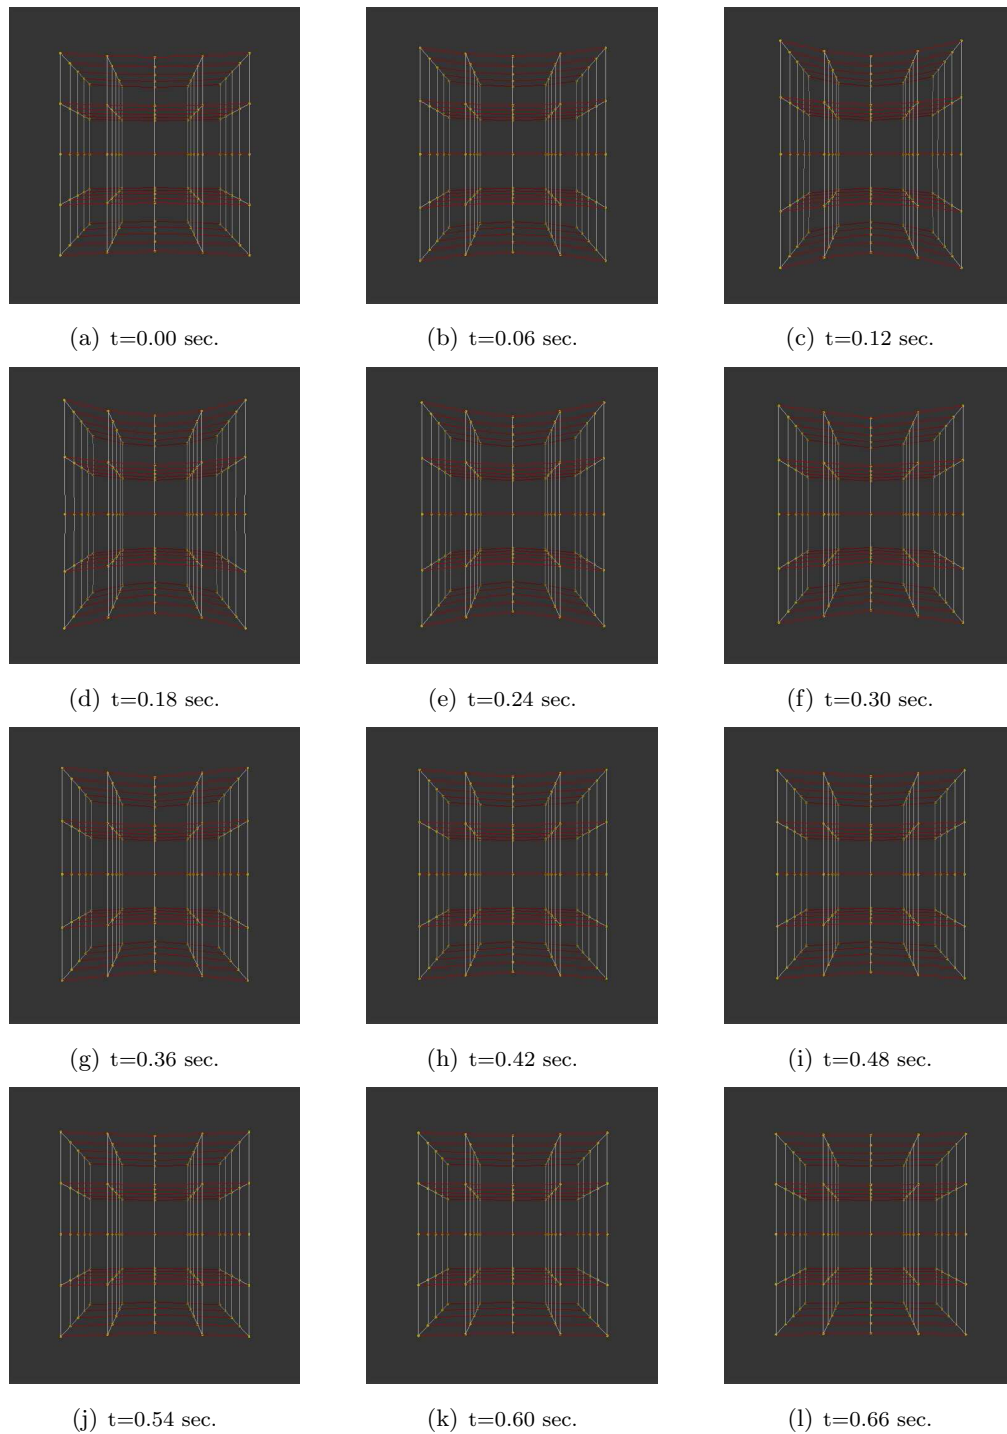 (a) t=0.00 sec.
(b) t=0.06 sec.
(c) t=0.12 sec.
(d) t=0.18 sec.
(e) t=0.24 sec.
(f) t=0.30 sec.
(g) t=0.36 sec.
(h) t=0.42 sec.
(i) t=0.48 sec.
(j) t=0.54 sec.
(k) t=0.60 sec.
(l) t=0.66 sec.